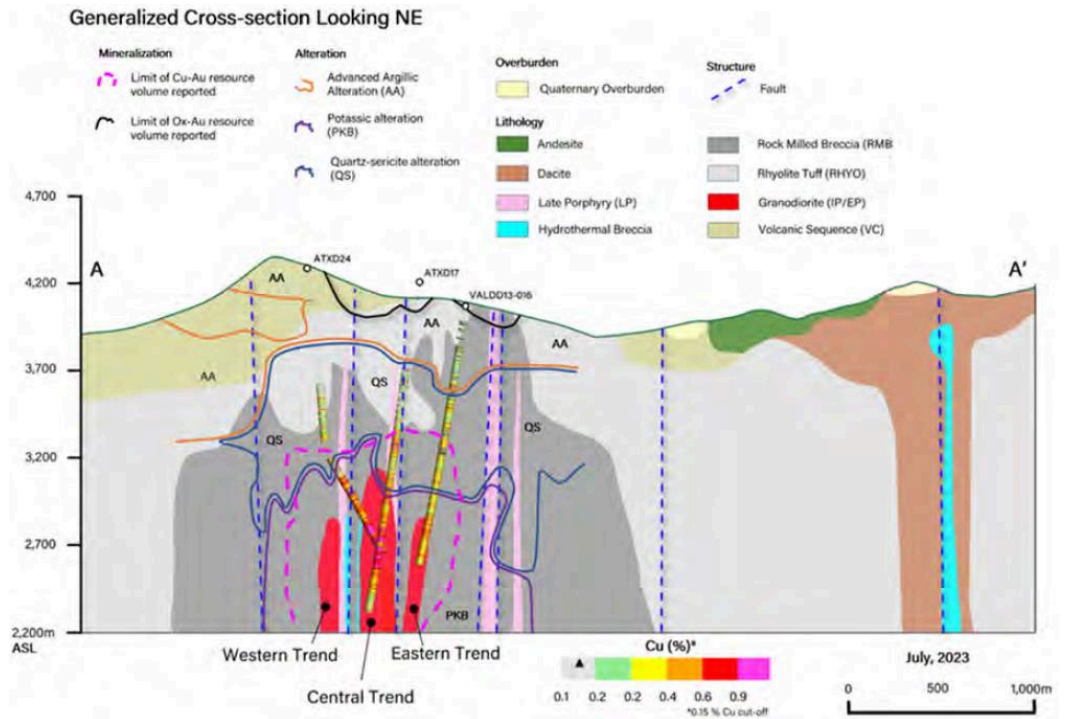 Generalized Cross-section Looking NE
Mineralization
Limit of Cu-Au resource
volume reported
Limit of Ox-Au resource
volume reported
Alteration
Advanced Argillic
Alteration (AA)
Potassic alteration
(PKB)
Quartz-sericite alteration
(QS)
Overburden
Quaternary Overburden
Lithology
Andesite
Dacite
Late Porphyry (LP)
Hydrothermal Breccia
Structure
Fault
Rock Milled Breccia (RMB
Rhyolite Tuff (RHYO)
Granodiorite (IP/EP)
Volcanic Sequence (VC)
4,700
4,200
3,700
3,200
2,700
2,200m
ASL
A
A'
ATXD24
ATXD17
VALDD13-016
AA
AA
AA
AA
QS
QS
QS
PKB
Western Trend
Eastern Trend
Central Trend
Cu (%)*
0.1 0.2 0.2 0.4 0.6 0.9
*0.15 % Cu cut-off
July, 2023
0 500 1,000m